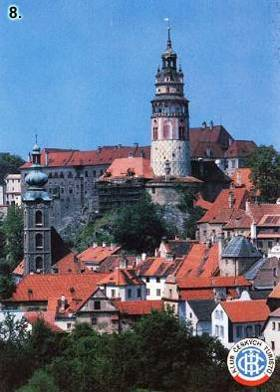 8.
KLUB ČESKÝCH TURISTŮ